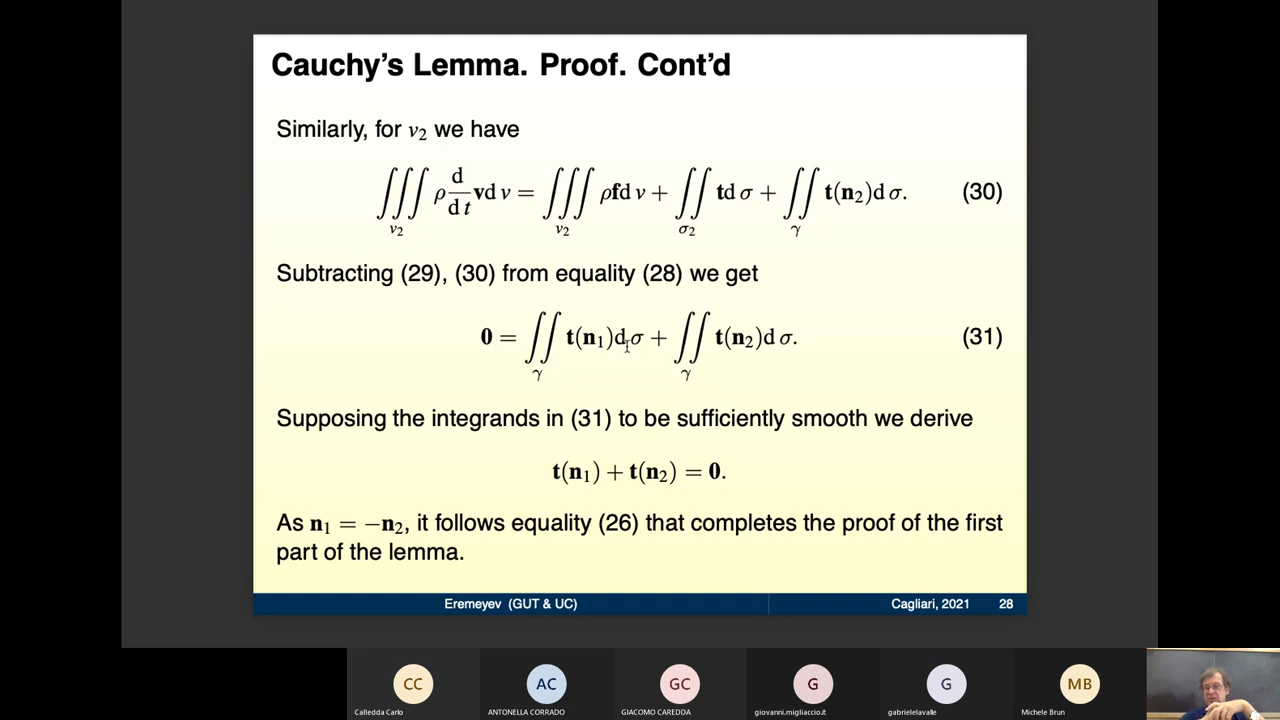 Cauchy's Lemma. Proof. Cont'd
Similarly, for v₂ we have
∭_{v₂} ρ d/dt vdv = ∭_{v₂} ρfdv + ∬_{σ₂} tdσ + ∬_γ t(n₂)dσ. (30)
Subtracting (29), (30) from equality (28) we get
0 = ∬_γ t(n₁)dσ + ∬_γ t(n₂)dσ. (31)
Supposing the integrands in (31) to be sufficiently smooth we derive
t(n₁) + t(n₂) = 0.
As n₁ = −n₂, it follows equality (26) that completes the proof of the first
part of the lemma.
Eremeyev (GUT & UC) Cagliari, 2021 28
CC AC GC G G MB
Calledda Carlo ANTONELLA CORRADO GIACOMO CAREDDA giovanni.migliaccio.it gabrielelavalle Michele Brun